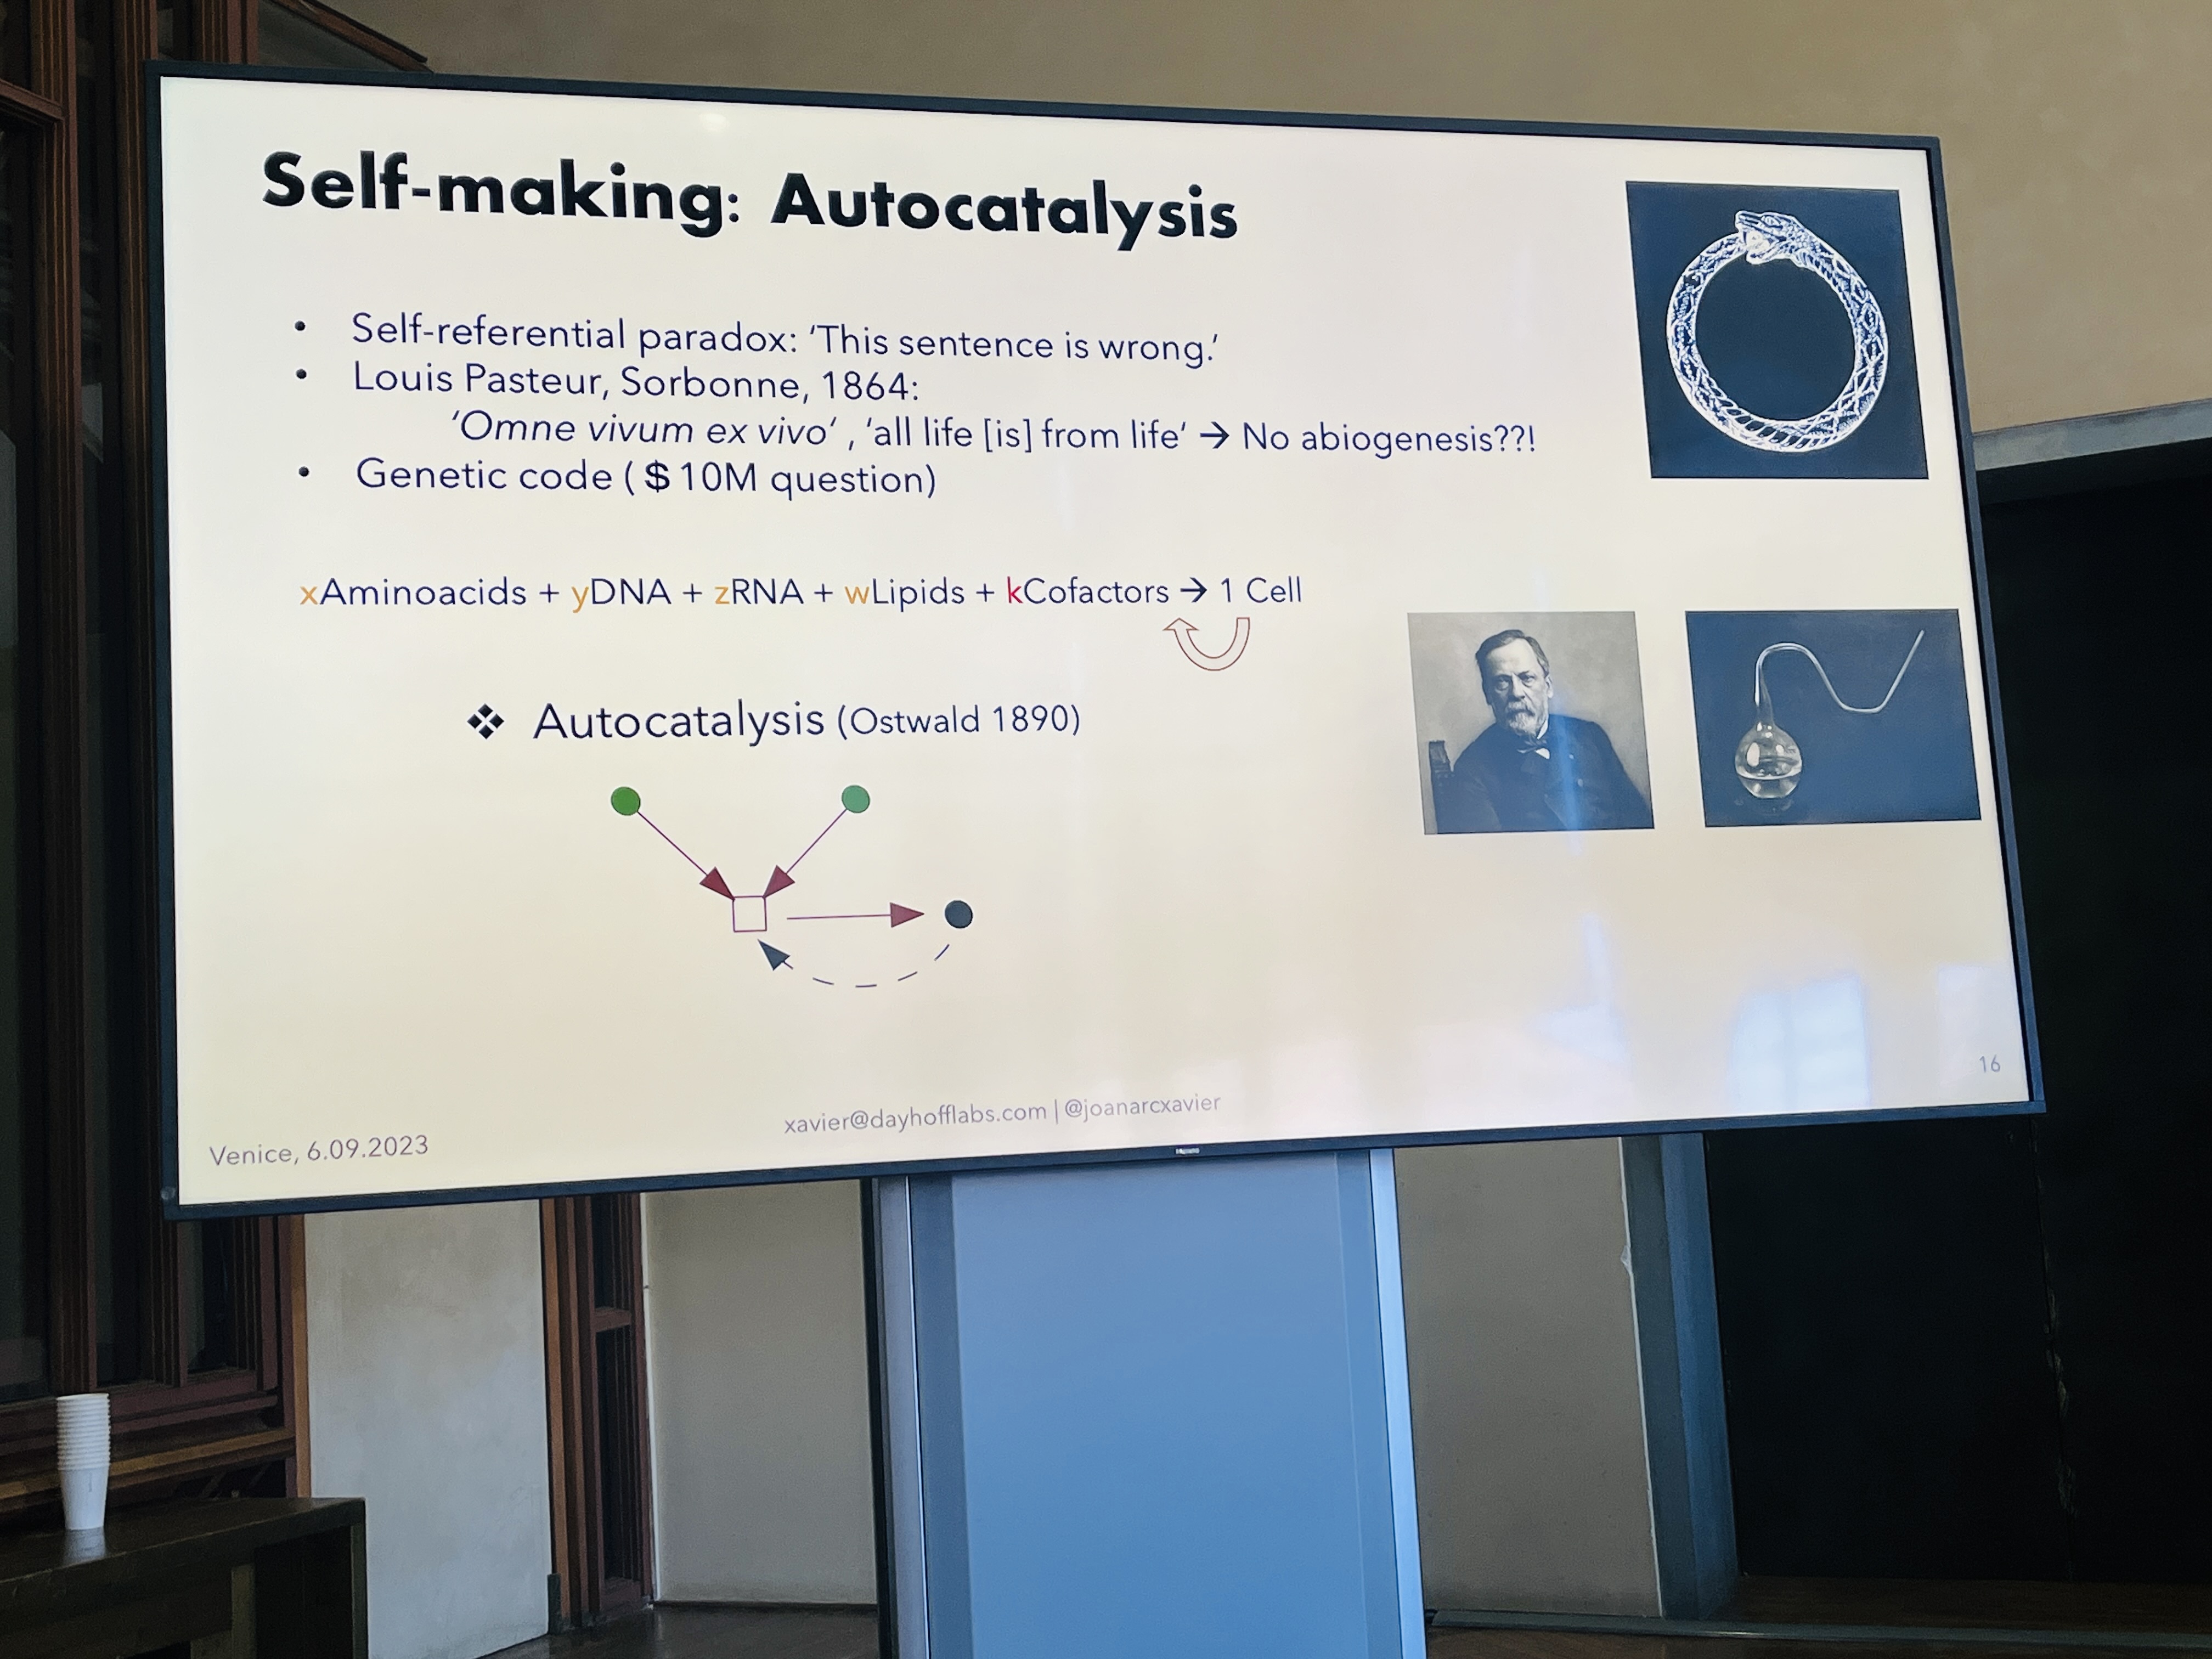 Self-making: Autocatalysis
• Self-referential paradox: ‘This sentence is wrong.’
• Louis Pasteur, Sorbonne, 1864:
‘Omne vivum ex vivo‘ , ‘all life [is] from life‘ → No abiogenesis??!
• Genetic code ( $ 10M question)
xAminoacids + yDNA + zRNA + wLipids + kCofactors → 1 Cell
❖ Autocatalysis (Ostwald 1890)
16
xavier@dayhofflabs.com | @joanarcxavier
Venice, 6.09.2023